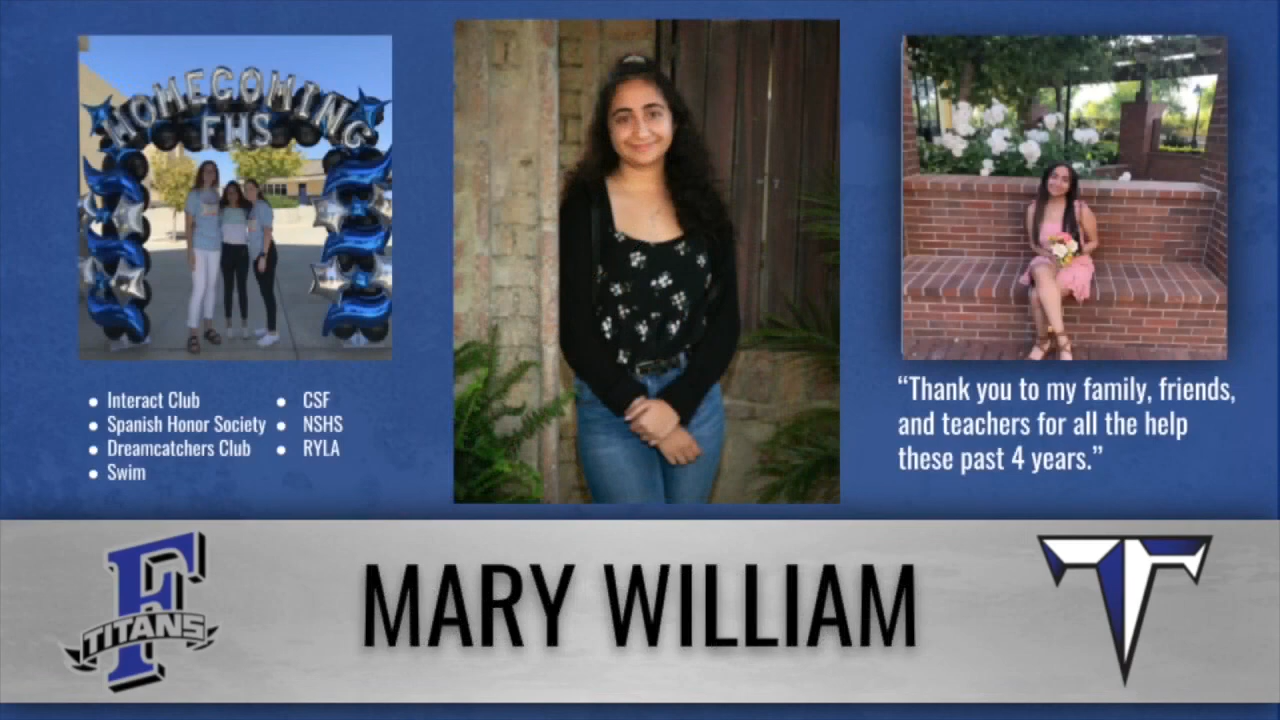 HOMECOMING
FHS
Interact Club
Spanish Honor Society
Dreamcatchers Club
Swim
CSF
NSHS
RYLA
“Thank you to my family, friends,
and teachers for all the help
these past 4 years.”
F
TITANS
MARY WILLIAM
T